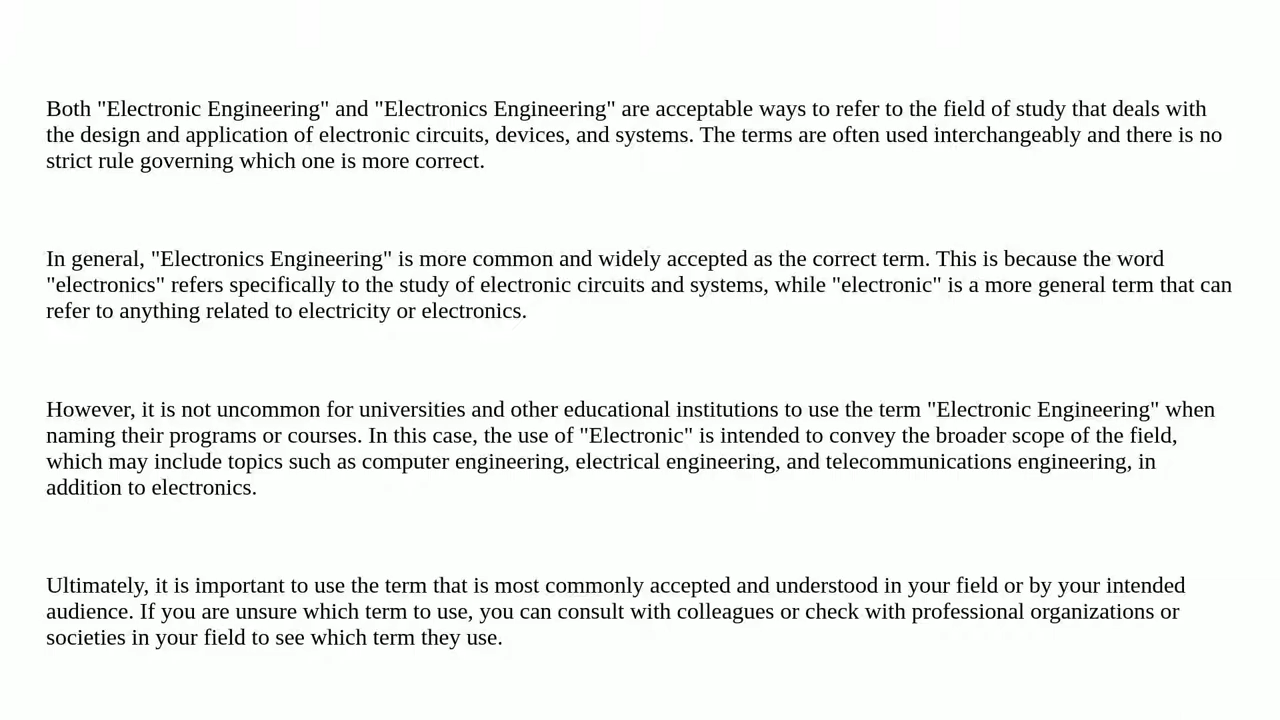 Both "Electronic Engineering" and "Electronics Engineering" are acceptable ways to refer to the field of study that deals with
the design and application of electronic circuits, devices, and systems. The terms are often used interchangeably and there is no
strict rule governing which one is more correct.
In general, "Electronics Engineering" is more common and widely accepted as the correct term. This is because the word
"electronics" refers specifically to the study of electronic circuits and systems, while "electronic" is a more general term that can
refer to anything related to electricity or electronics.
However, it is not uncommon for universities and other educational institutions to use the term "Electronic Engineering" when
naming their programs or courses. In this case, the use of "Electronic" is intended to convey the broader scope of the field,
which may include topics such as computer engineering, electrical engineering, and telecommunications engineering, in
addition to electronics.
Ultimately, it is important to use the term that is most commonly accepted and understood in your field or by your intended
audience. If you are unsure which term to use, you can consult with colleagues or check with professional organizations or
societies in your field to see which term they use.